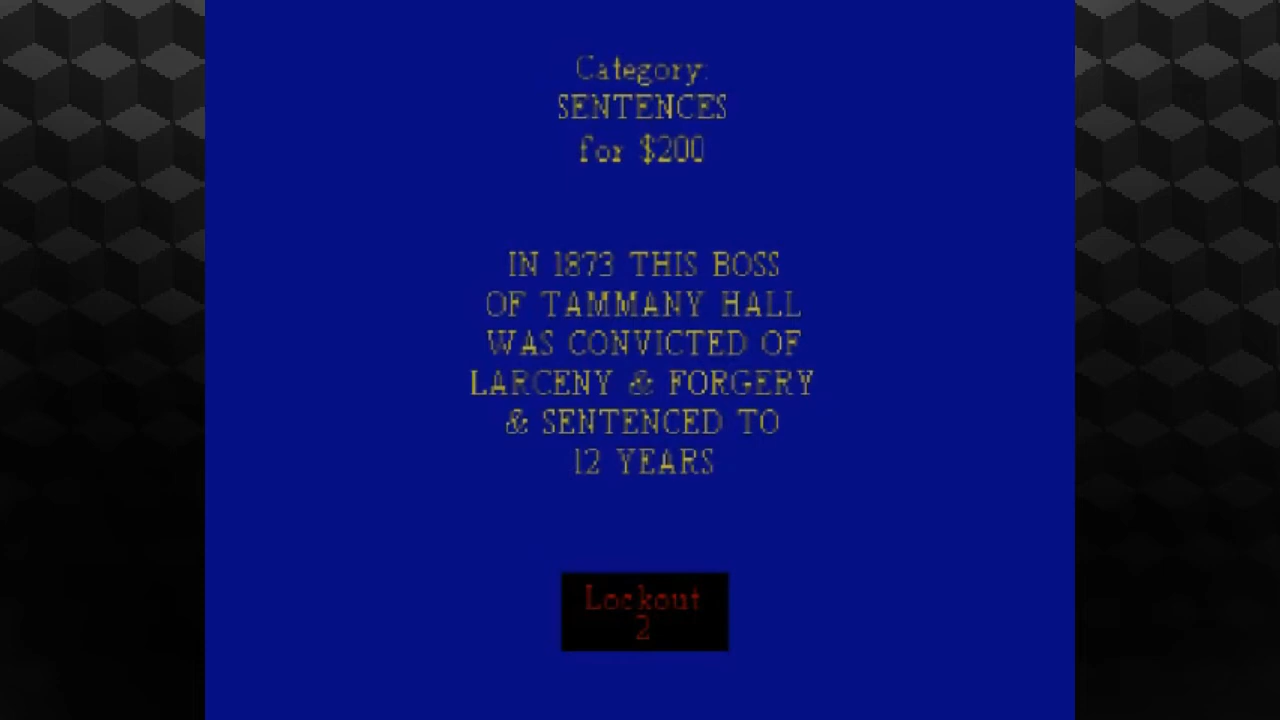 Category:
SENTENCES
for $200
IN 1873 THIS BOSS
OF TAMMANY HALL
WAS CONVICTED OF
LARCENY & FORGERY
& SENTENCED TO
12 YEARS
Lockout
2